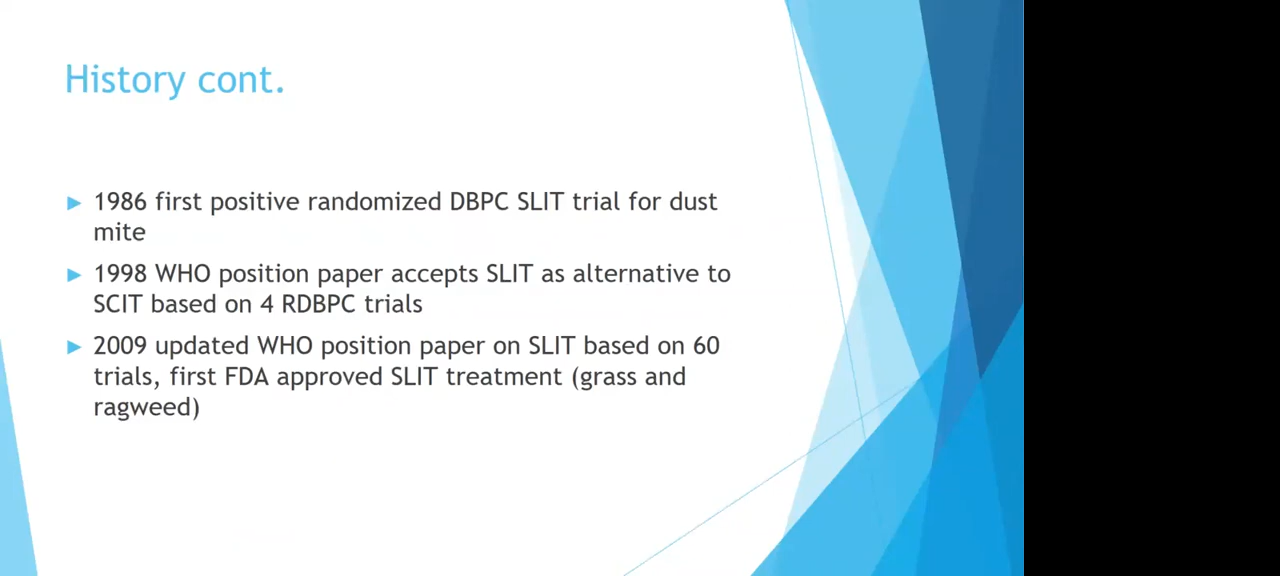 History cont.
1986 first positive randomized DBPC SLIT trial for dust
mite
1998 WHO position paper accepts SLIT as alternative to
SCIT based on 4 RDBPC trials
2009 updated WHO position paper on SLIT based on 60
trials, first FDA approved SLIT treatment (grass and
ragweed)